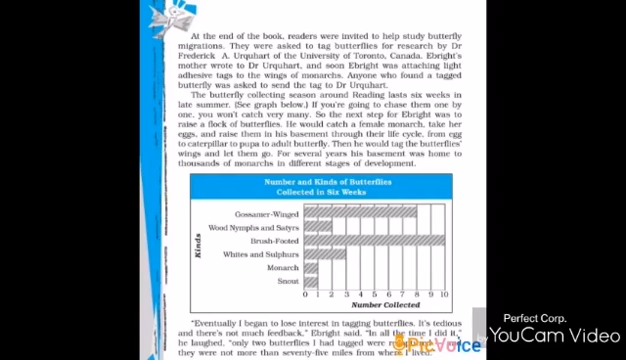 At the end of the book, readers were invited to help study butterfly
migrations. They were asked to tag butterflies for research by Dr
Frederick A. Urquhart of the University of Toronto, Canada. Ebright's
mother wrote to Dr Urquhart, and soon Ebright was attaching light
adhesive tags to the wings of monarchs. Anyone who found a tagged
butterfly was asked to send the tag to Dr Urquhart.
The butterfly collecting season around Reading lasts six weeks in
late summer. (See graph below.) If you're going to chase them one by
one, you won't catch very many. So the next step for Ebright was to
raise a flock of butterflies. He would catch a female monarch, take her
eggs, and raise them in his basement through their life cycle, from egg
to caterpillar to pupa to adult butterfly. Then he would tag the butterflies'
wings and let them go. For several years his basement was home to
thousands of monarchs in different stages of development.
Number and Kinds of Butterflies
Collected in Six Weeks
Kinds
Gossamer-Winged
Wood Nymphs and Satyrs
Brush-Footed
Whites and Sulphurs
Monarch
Snout
0 1 2 3 4 5 6 7 8 9 10
Number Collected
"Eventually I began to lose interest in tagging butterflies. It's tedious
and there's not much feedback," Ebright said. "In all the time I did it,"
he laughed, "only two butterflies I had tagged were
they were not more than seventy-five miles from where I lived."
PicVoice
Perfect Corp.
YouCam Video